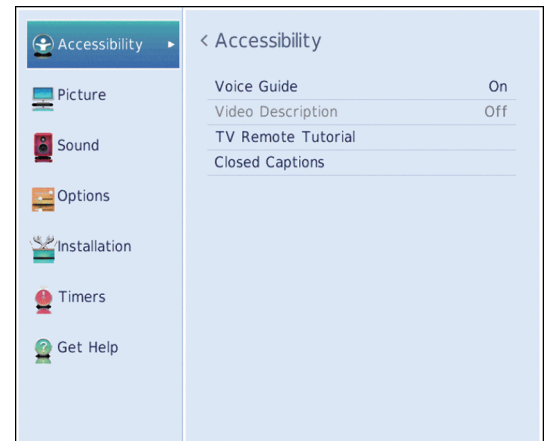 Accessibility
Picture
Sound
Options
Installation
Timers
Get Help
< Accessibility
Voice Guide On
Video Description Off
TV Remote Tutorial
Closed Captions